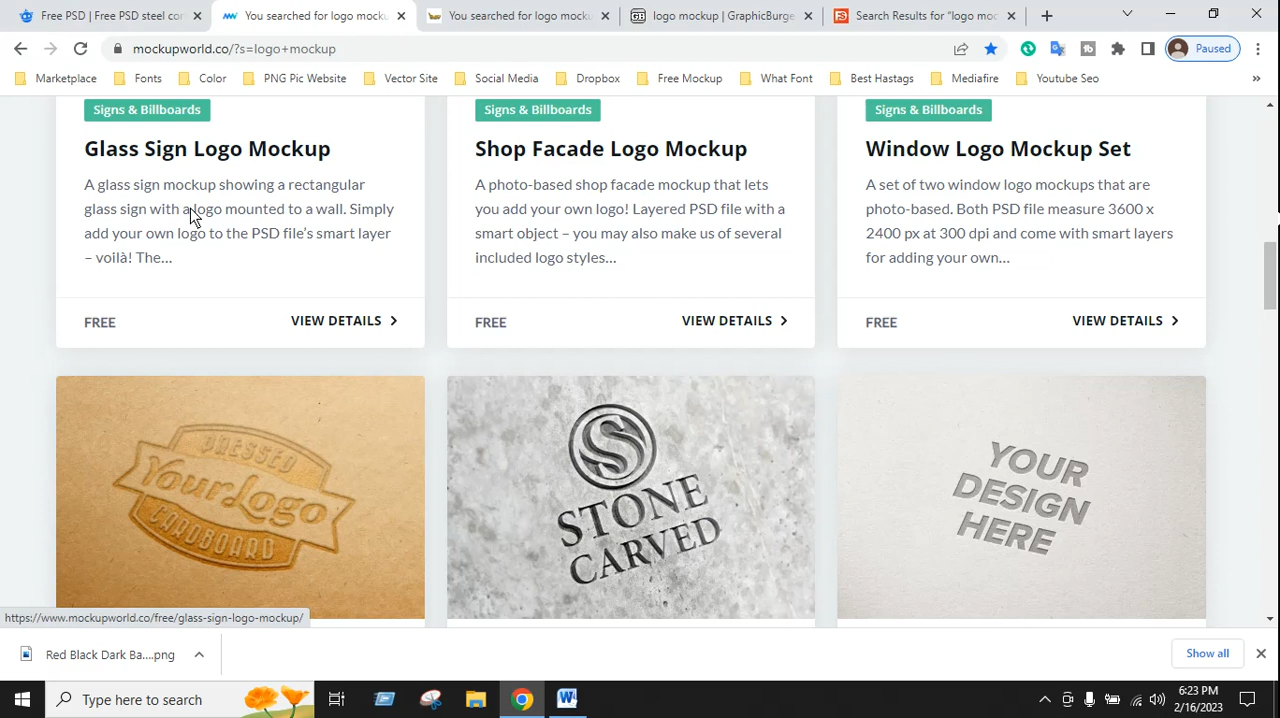 Free PSD | Free PSD steel cor
You searched for logo mocku
You searched for logo mocku
logo mockup | GraphicBurge
Search Results for "logo moc
mockupworld.co/?s=logo+mockup
Paused
Marketplace
Fonts
Color
PNG Pic Website
Vector Site
Social Media
Dropbox
Free Mockup
What Font
Best Hastags
Mediafire
Youtube Seo
Signs & Billboards
Glass Sign Logo Mockup
A glass sign mockup showing a rectangular
glass sign with a logo mounted to a wall. Simply
add your own logo to the PSD file's smart layer
– voilà! The...
FREE
VIEW DETAILS
Signs & Billboards
Shop Facade Logo Mockup
A photo-based shop facade mockup that lets
you add your own logo! Layered PSD file with a
smart object – you may also make us of several
included logo styles...
FREE
VIEW DETAILS
Signs & Billboards
Window Logo Mockup Set
A set of two window logo mockups that are
photo-based. Both PSD file measure 3600 x
2400 px at 300 dpi and come with smart layers
for adding your own...
FREE
VIEW DETAILS
PRESSED
Your Logo
CARDBOARD
STONE
CARVED
YOUR
DESIGN
HERE
https://www.mockupworld.co/free/glass-sign-logo-mockup/
Red Black Dark Ba....png
Show all
Type here to search
6:23 PM
2/16/2023